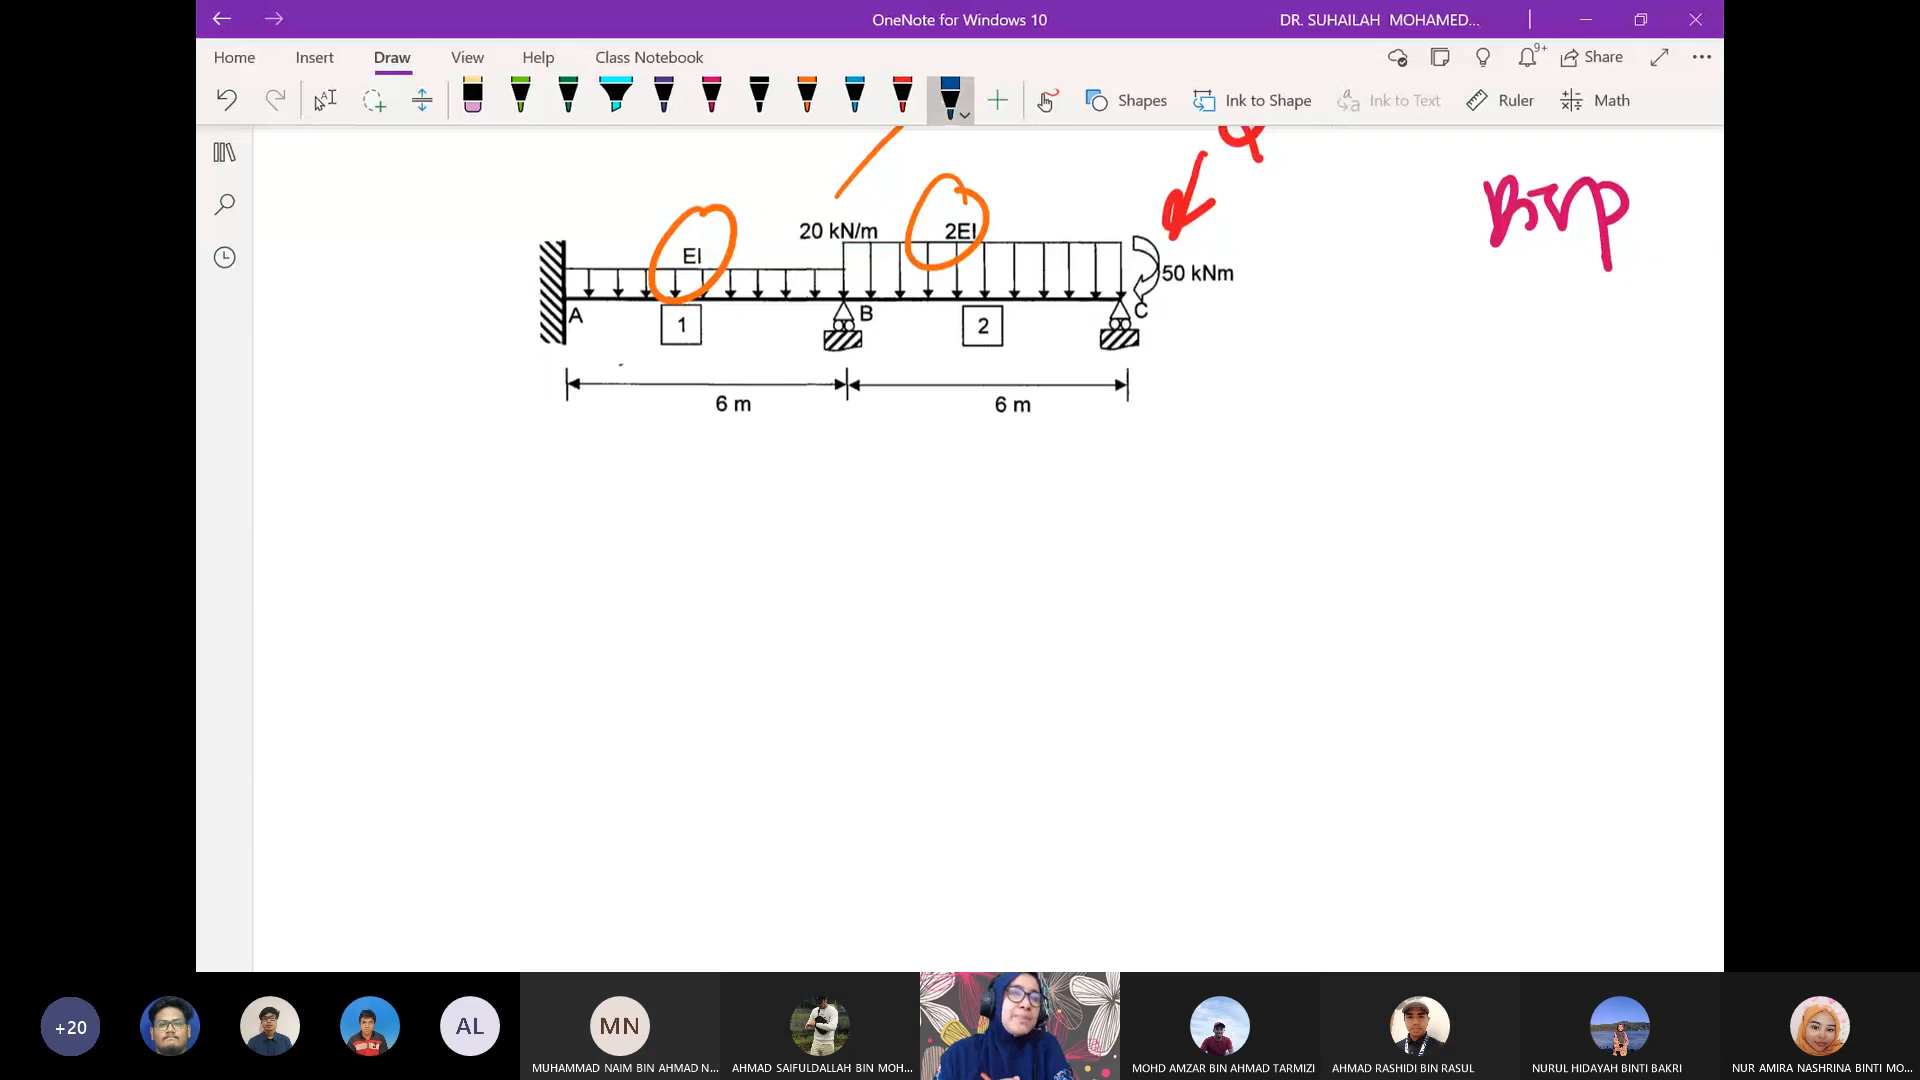 OneNote for Windows 10
DR. SUHAILAH MOHAMED...
Home Insert Draw View Help Class Notebook
9+ Share
Shapes Ink to Shape Ink to Text Ruler Math
20 kN/m 2EI
EI
50 kNm
A 1 B 2 C
6 m 6 m
+20 AL MN
MUHAMMAD NAIM BIN AHMAD N... AHMAD SAIFULDALLAH BIN MOH... MOHD AMZAR BIN AHMAD TARMIZI AHMAD RASHIDI BIN RASUL NURUL HIDAYAH BINTI BAKRI NUR AMIRA NASHRINA BINTI MO...